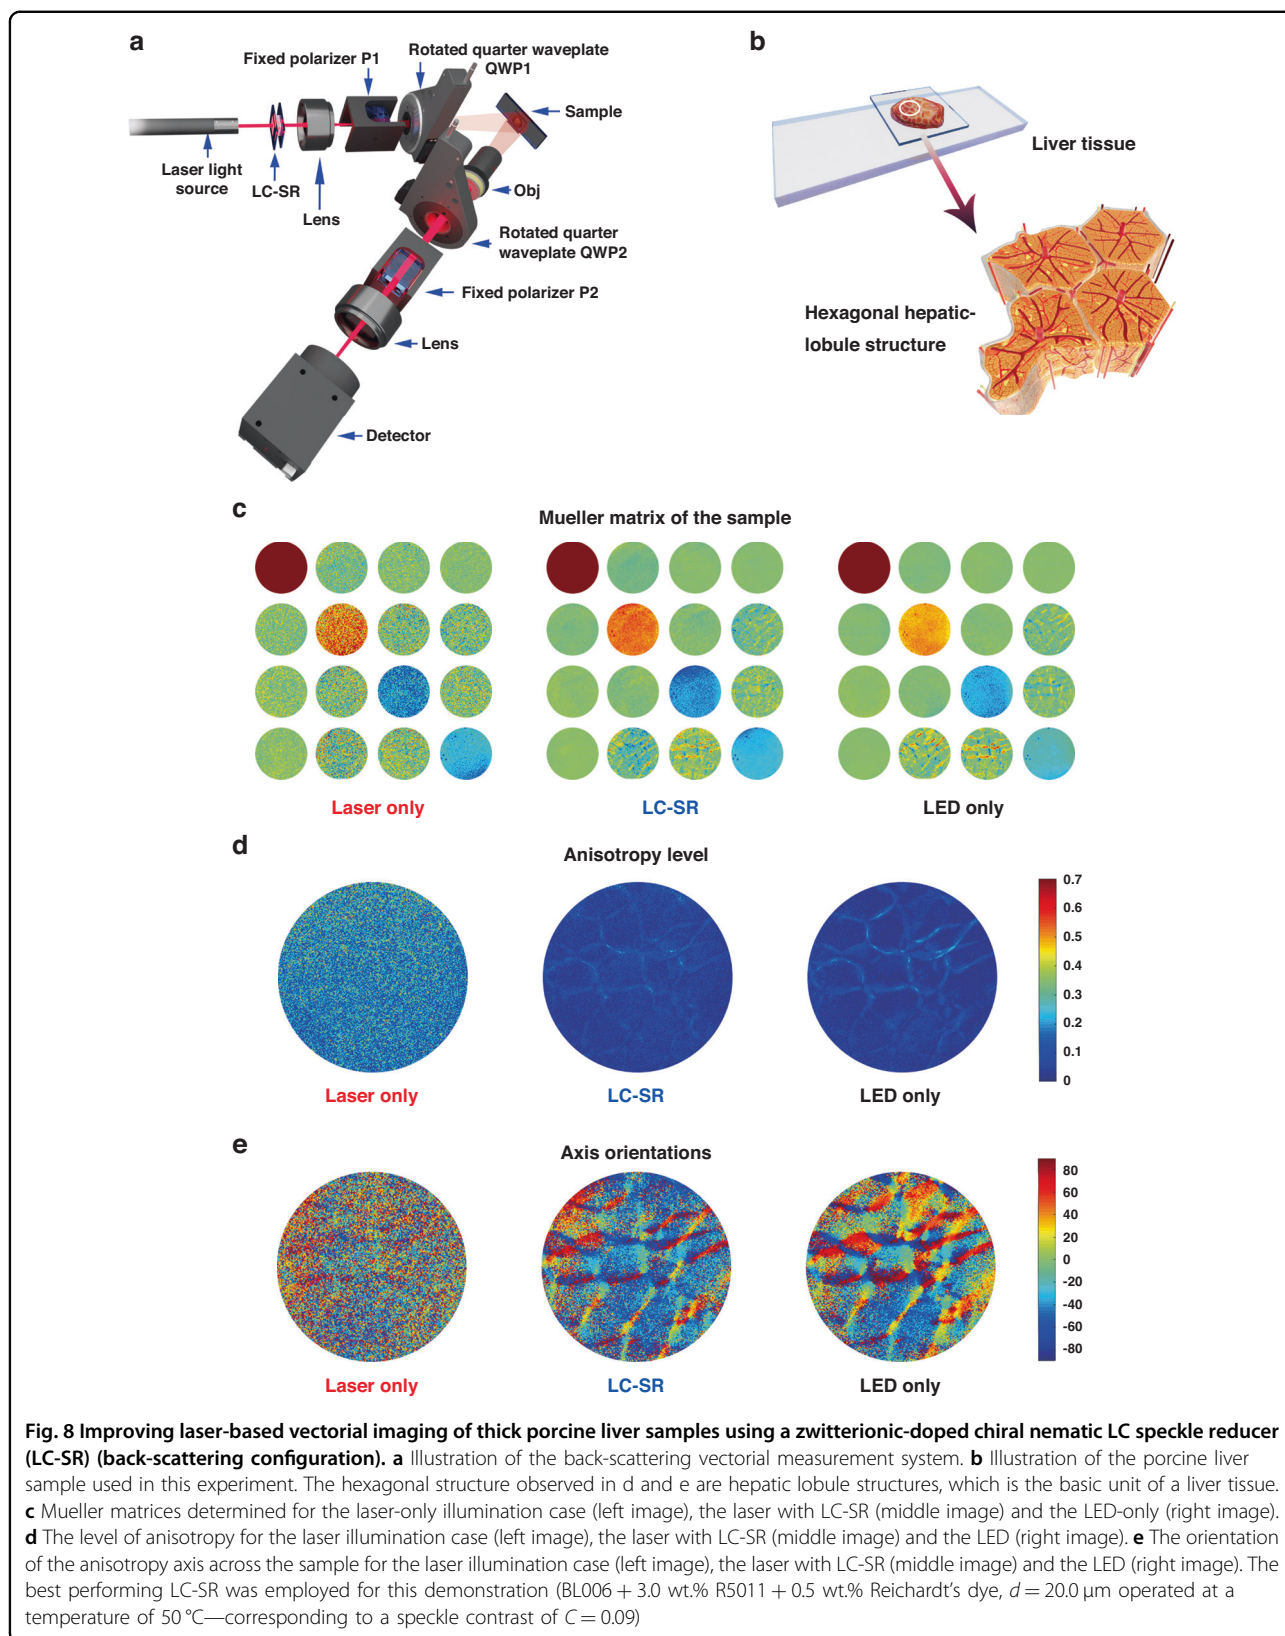 a
Fixed polarizer P1
Rotated quarter waveplate
QWP1
Sample
Laser light
source
LC-SR
Lens
Obj
Rotated quarter
waveplate QWP2
Fixed polarizer P2
Lens
Detector
b
Liver tissue
Hexagonal hepatic-
lobule structure
c
Mueller matrix of the sample
Laser only
LC-SR
LED only
d
Anisotropy level
0.7
0.6
0.5
0.4
0.3
0.2
0.1
0
Laser only
LC-SR
LED only
e
Axis orientations
80
60
40
20
0
-20
-40
-60
-80
Laser only
LC-SR
LED only
Fig. 8 Improving laser-based vectorial imaging of thick porcine liver samples using a zwitterionic-doped chiral nematic LC speckle reducer
(LC-SR) (back-scattering configuration). a Illustration of the back-scattering vectorial measurement system. b Illustration of the porcine liver
sample used in this experiment. The hexagonal structure observed in d and e are hepatic lobule structures, which is the basic unit of a liver tissue.
c Mueller matrices determined for the laser-only illumination case (left image), the laser with LC-SR (middle image) and the LED-only (right image).
d The level of anisotropy for the laser illumination case (left image), the laser with LC-SR (middle image) and the LED (right image). e The orientation
of the anisotropy axis across the sample for the laser illumination case (left image), the laser with LC-SR (middle image) and the LED (right image). The
best performing LC-SR was employed for this demonstration (BL006 + 3.0 wt.% R5011 + 0.5 wt.% Reichardt's dye, d = 20.0 μm operated at a
temperature of 50 °C—corresponding to a speckle contrast of C = 0.09)